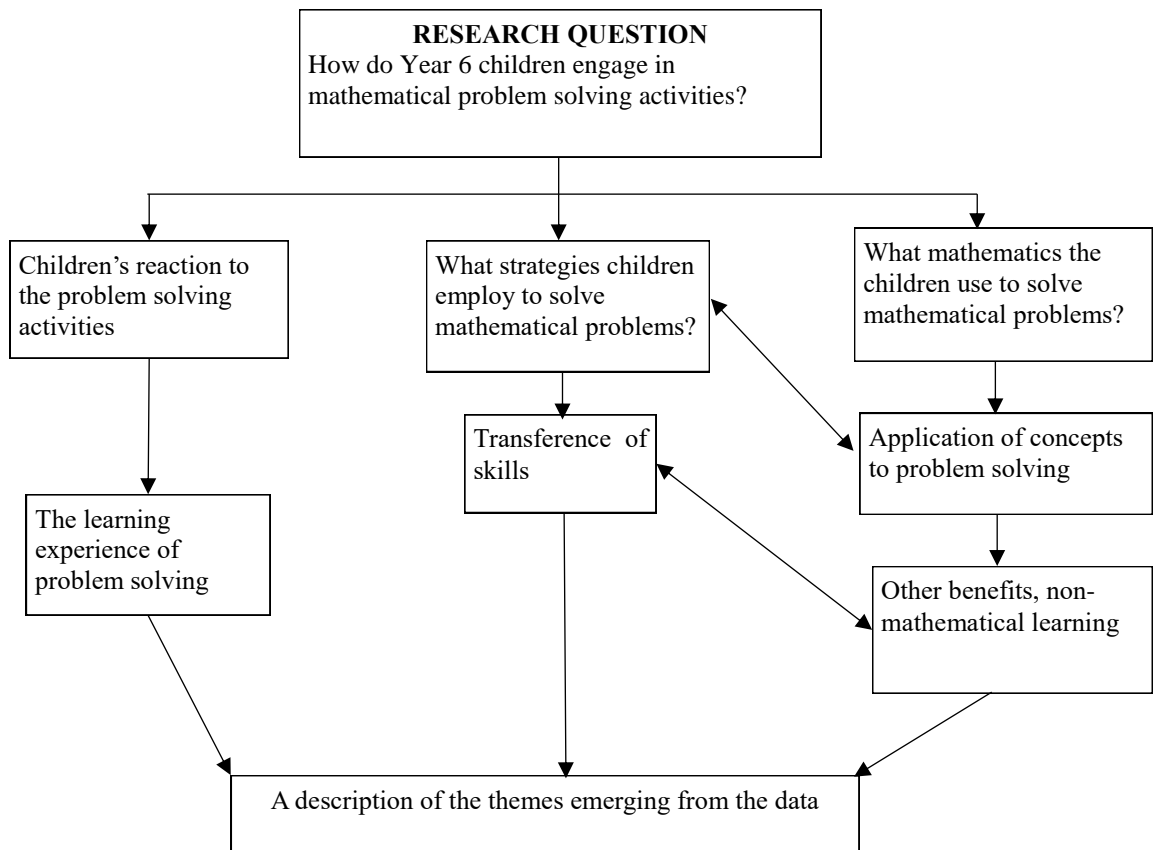 RESEARCH QUESTION
How do Year 6 children engage in
mathematical problem solving activities?
Children’s reaction to
the problem solving
activities
What strategies children
employ to solve
mathematical problems?
What mathematics the
children use to solve
mathematical problems?
Transference of
skills
Application of concepts
to problem solving
The learning
experience of
problem solving
Other benefits, non-
mathematical learning
A description of the themes emerging from the data